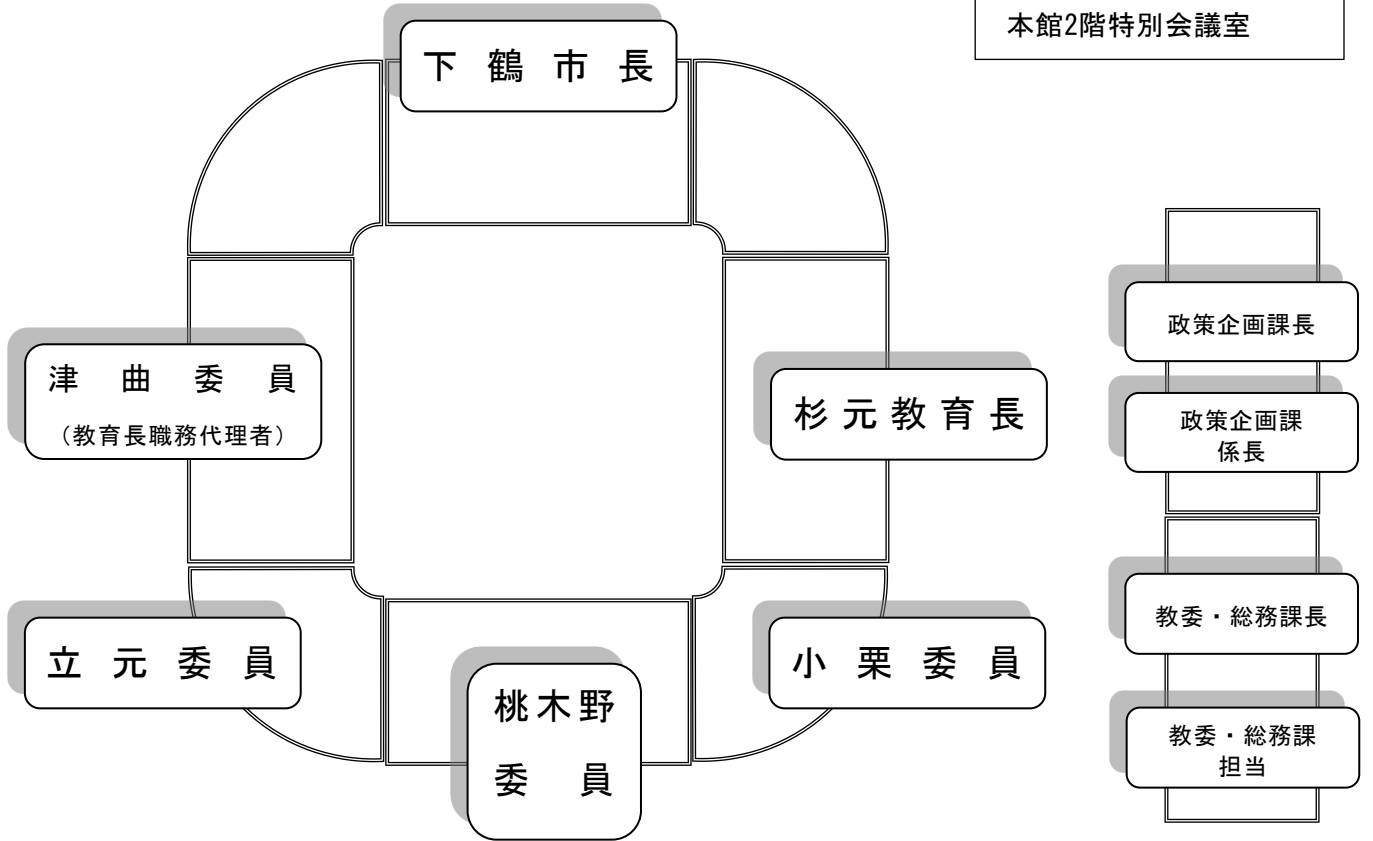 本館2階特別会議室
下鶴市長
津曲委員
（教育長職務代理者）
杉元教育長
立元委員
桃木野
委員
小栗委員
政策企画課長
政策企画課
係長
教委・総務課長
教委・総務課
担当